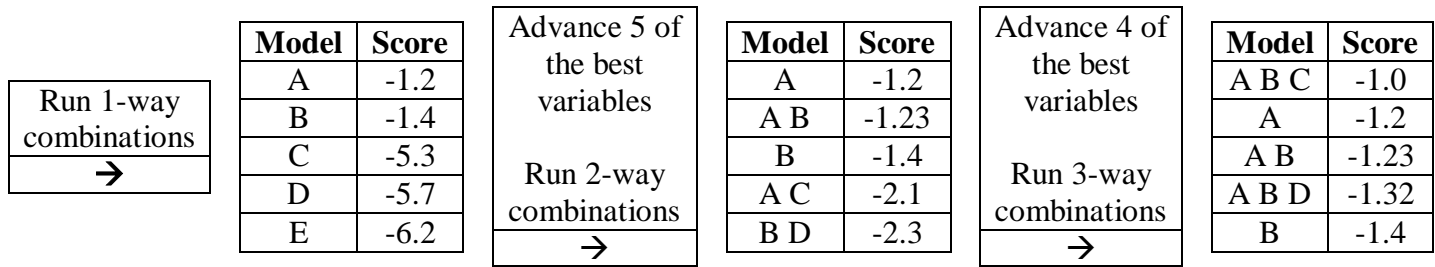 Run 1-way
combinations
→
Model Score
A -1.2
B -1.4
C -5.3
D -5.7
E -6.2
Advance 5 of
the best
variables
Run 2-way
combinations
→
Model Score
A -1.2
A B -1.23
B -1.4
A C -2.1
B D -2.3
Advance 4 of
the best
variables
Run 3-way
combinations
→
Model Score
A B C -1.0
A -1.2
A B -1.23
A B D -1.32
B -1.4